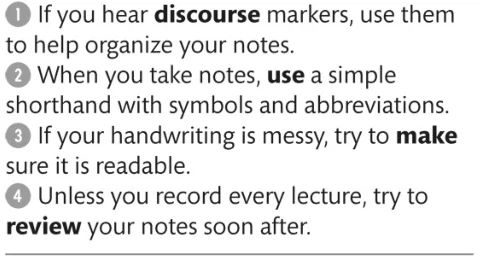 1 If you hear discourse markers, use them
to help organize your notes.
2 When you take notes, use a simple
shorthand with symbols and abbreviations.
3 If your handwriting is messy, try to make
sure it is readable.
4 Unless you record every lecture, try to
review your notes soon after.